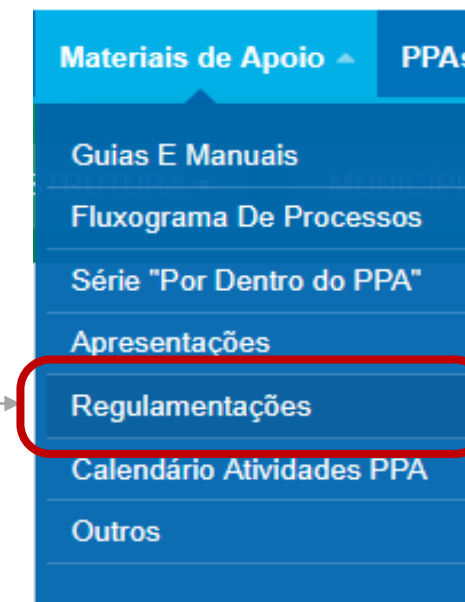 Materiais de Apoio PPAs
Guias E Manuais
Fluxograma De Processos
Série "Por Dentro do PPA"
Apresentações
Regulamentações
Calendário Atividades PPA
Outros